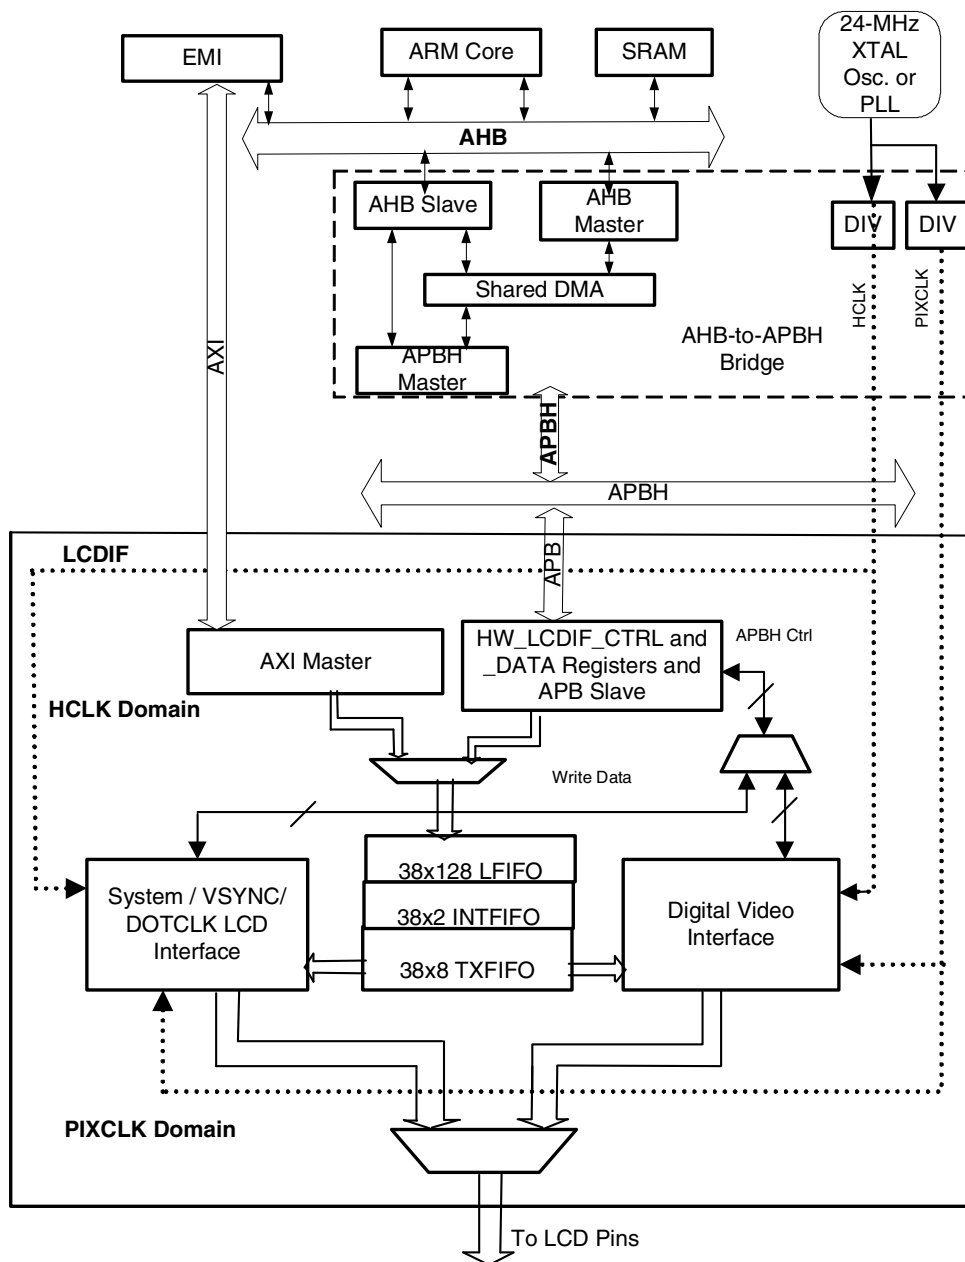 24-MHz
XTAL
Osc. or
PLL
EMI
ARM Core
SRAM
AHB
AHB Slave
AHB
Master
DIV
DIV
Shared DMA
HCLK
PIXCLK
AHB-to-APBH
Bridge
APBH
Master
AXI
APBH
APBH
LCDIF
APB
AXI Master
HW_LCDIF_CTRL and
_DATA Registers and
APB Slave
APBH Ctrl
HCLK Domain
Write Data
38x128 LFIFO
38x2 INTFIFO
38x8 TXFIFO
System / VSYNC/
DOTCLK LCD
Interface
Digital Video
Interface
PIXCLK Domain
To LCD Pins